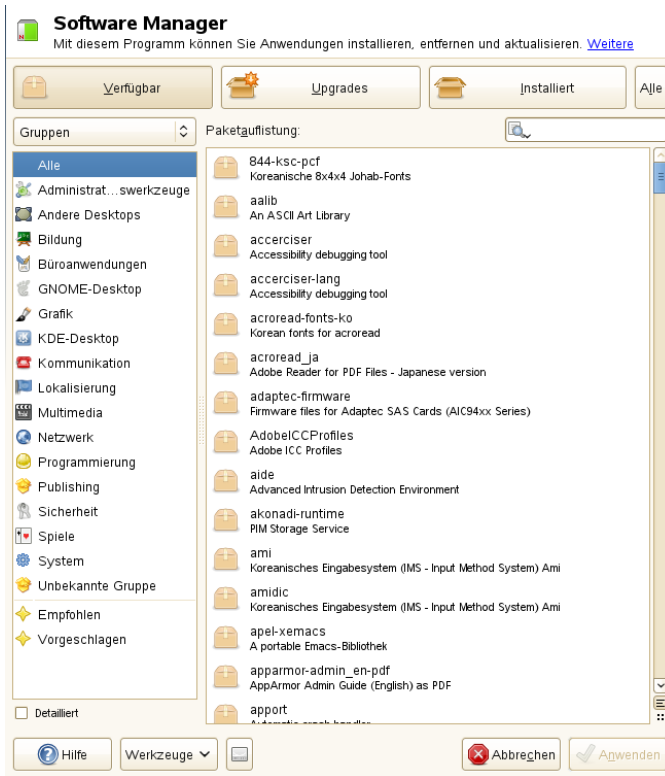 Software Manager
Mit diesem Programm können Sie Anwendungen installieren, entfernen und aktualisieren. Weitere
Verfügbar
Upgrades
Installiert
Alle
Gruppen
Paketauflistung:
Alle
Administrat...swerkzeuge
Andere Desktops
Bildung
Büroanwendungen
GNOME-Desktop
Grafik
KDE-Desktop
Kommunikation
Lokalisierung
Multimedia
Netzwerk
Programmierung
Publishing
Sicherheit
Spiele
System
Unbekannte Gruppe
Empfohlen
Vorgeschlagen
Detailliert
844-ksc-pcf
Koreanische 8x4x4 Johab-Fonts
aalib
An ASCII Art Library
accerciser
Accessibility debugging tool
accerciser-lang
Accessibility debugging tool
acroread-fonts-ko
Korean fonts for acroread
acroread_ja
Adobe Reader for PDF Files - Japanese version
adaptec-firmware
Firmware files for Adaptec SAS Cards (AIC94xx Series)
AdobeICCProfiles
Adobe ICC Profiles
aide
Advanced Intrusion Detection Environment
akonadi-runtime
PIM Storage Service
ami
Koreanisches Eingabesystem (IMS - Input Method System) Ami
amidic
Koreanisches Eingabesystem (IMS - Input Method System) Ami
apel-xemacs
A portable Emacs-Bibliothek
apparmor-admin_en-pdf
AppArmor Admin Guide (English) as PDF
apport
Automatic crash handler
Hilfe
Werkzeuge
Abbrechen
Anwenden